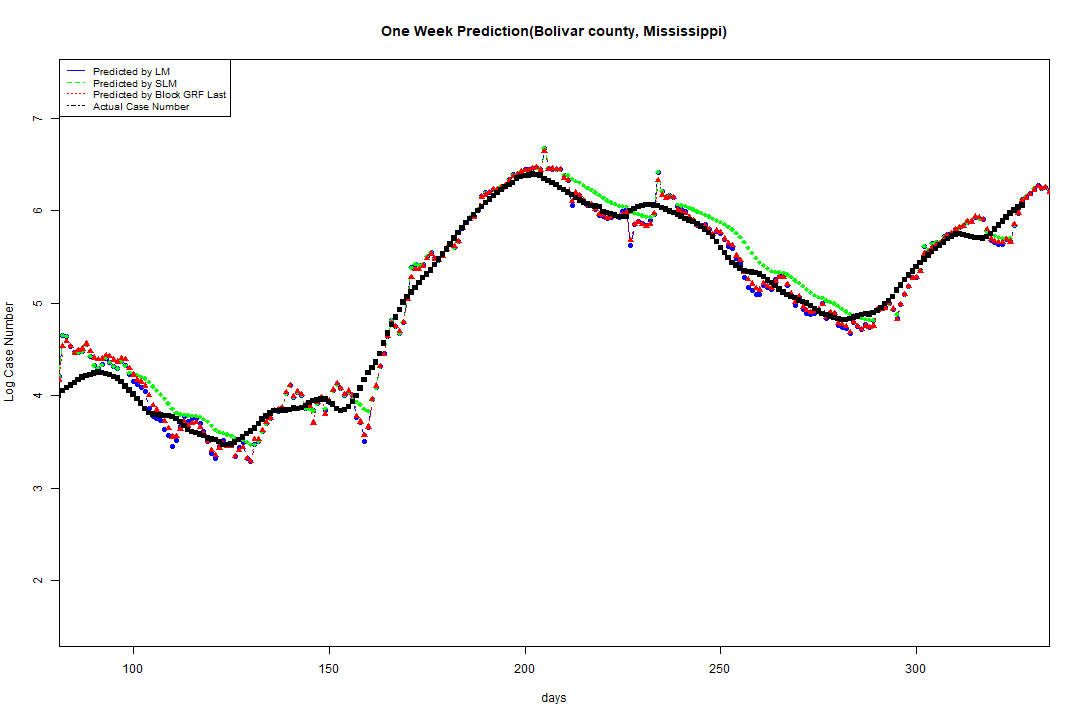 One Week Prediction(Bolivar county, Mississippi)
Predicted by LM
Predicted by SLM
Predicted by Block GRF Last
Actual Case Number
7
6
5
4
3
2
Log Case Number
100 150 200 250 300
days